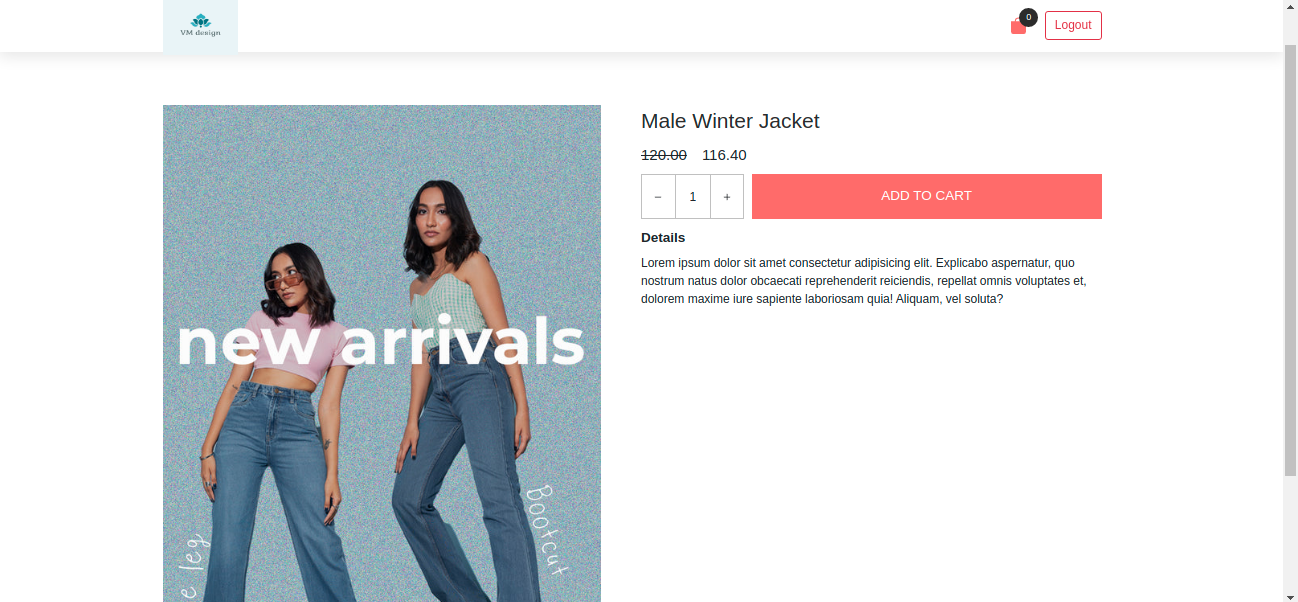 VM design
0
Logout
Male Winter Jacket
120.00 116.40
− 1 + ADD TO CART
Details
Lorem ipsum dolor sit amet consectetur adipisicing elit. Explicabo aspernatur, quo
nostrum natus dolor obcaecati reprehenderit reiciendis, repellat omnis voluptates et,
dolorem maxime iure sapiente laboriosam quia! Aliquam, vel soluta?
new arrivals
Bootcut
e leg